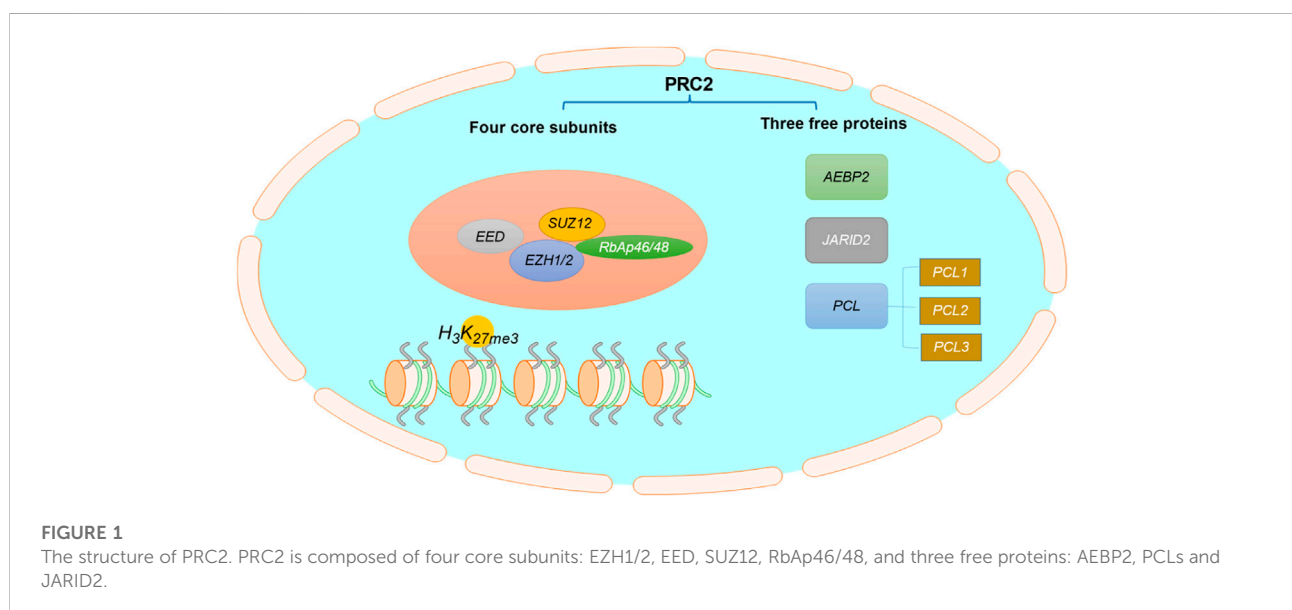 PRC2
Four core subunits
Three free proteins
AEBP2
SUZ12
EED
RbAp46/48
EZH1/2
JARID2
PCL
PCL1
PCL2
PCL3
H3K27me3
FIGURE 1
The structure of PRC2. PRC2 is composed of four core subunits: EZH1/2, EED, SUZ12, RbAp46/48, and three free proteins: AEBP2, PCLs and
JARID2.